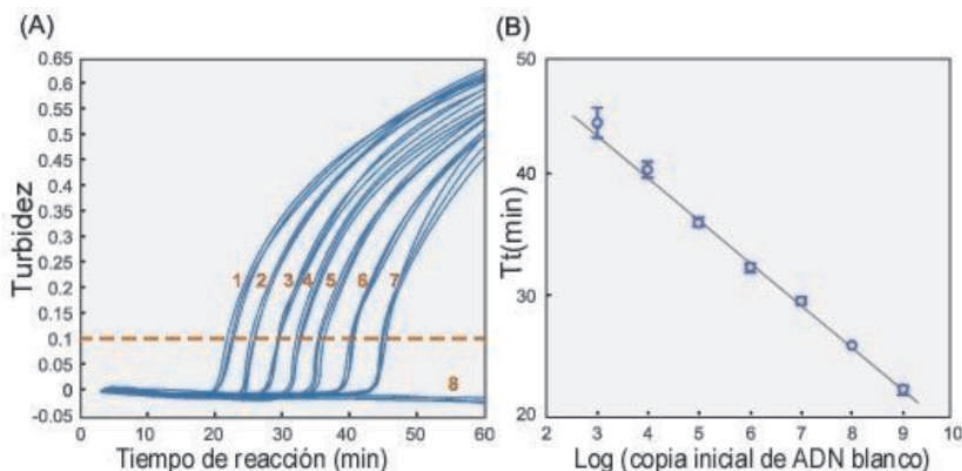 (A)
0.65
0.6
0.55
0.5
0.45
0.4
0.35
0.3
0.25
0.2
0.15
0.1
0.05
0
-0.05
Turbidez
1 2 3 4 5 6 7
8
0 10 20 30 40 50 60
Tiempo de reacción (min)
(B)
50
40
30
20
Tt(min)
2 3 4 5 6 7 8 9 10
Log (copia inicial de ADN blanco)